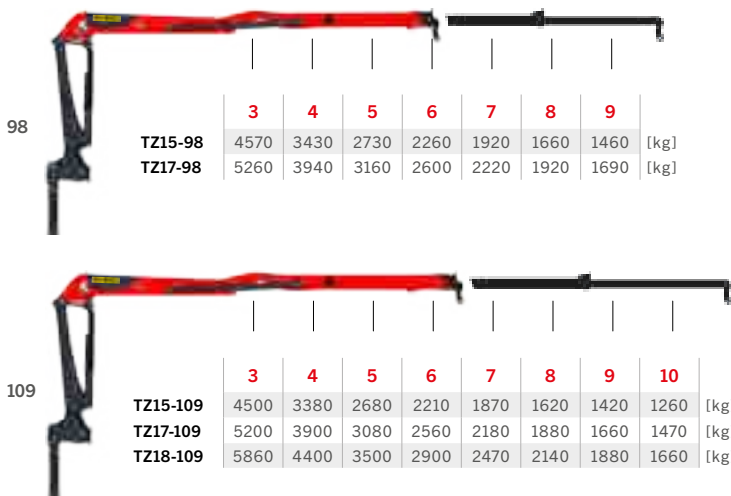 98
3 4 5 6 7 8 9
TZ15-98 4570 3430 2730 2260 1920 1660 1460 [kg]
TZ17-98 5260 3940 3160 2600 2220 1920 1690 [kg]
109
3 4 5 6 7 8 9 10
TZ15-109 4500 3380 2680 2210 1870 1620 1420 1260 [kg
TZ17-109 5200 3900 3080 2560 2180 1880 1660 1470 [kg
TZ18-109 5860 4400 3500 2900 2470 2140 1880 1660 [kg